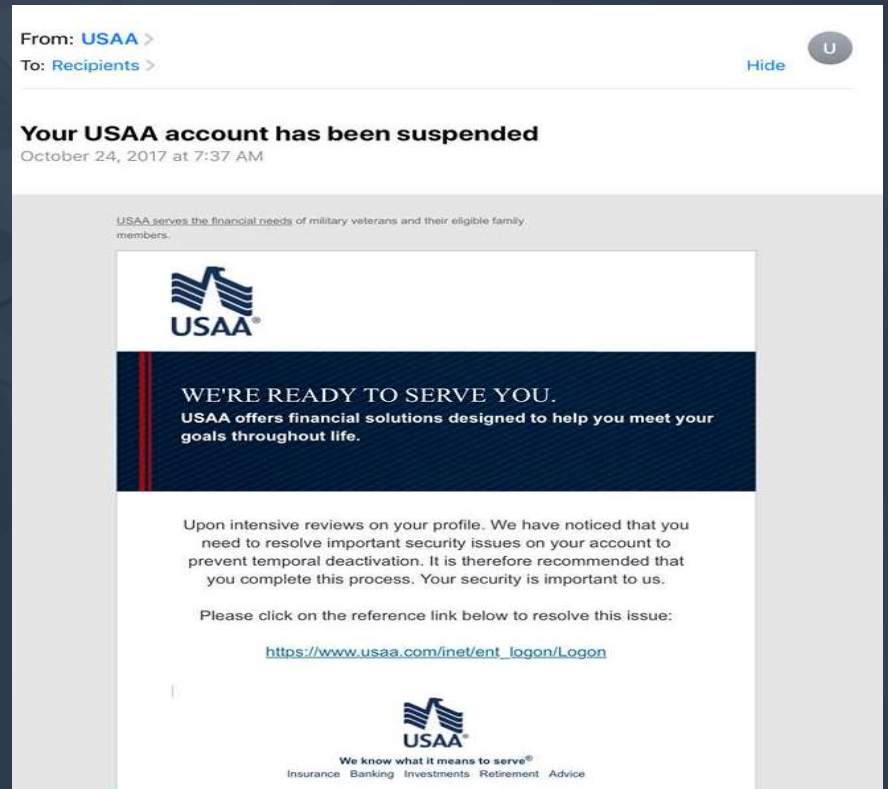 From: USAA >
To: Recipients >
Hide
U
Your USAA account has been suspended
October 24, 2017 at 7:37 AM
USAA serves the financial needs of military veterans and their eligible family
members.
USAA®
WE'RE READY TO SERVE YOU.
USAA offers financial solutions designed to help you meet your
goals throughout life.
Upon intensive reviews on your profile. We have noticed that you
need to resolve important security issues on your account to
prevent temporal deactivation. It is therefore recommended that
you complete this process. Your security is important to us.
Please click on the reference link below to resolve this issue:
https://www.usaa.com/inet/ent_logon/Logon
USAA®
We know what it means to serve®
Insurance Banking Investments Retirement Advice